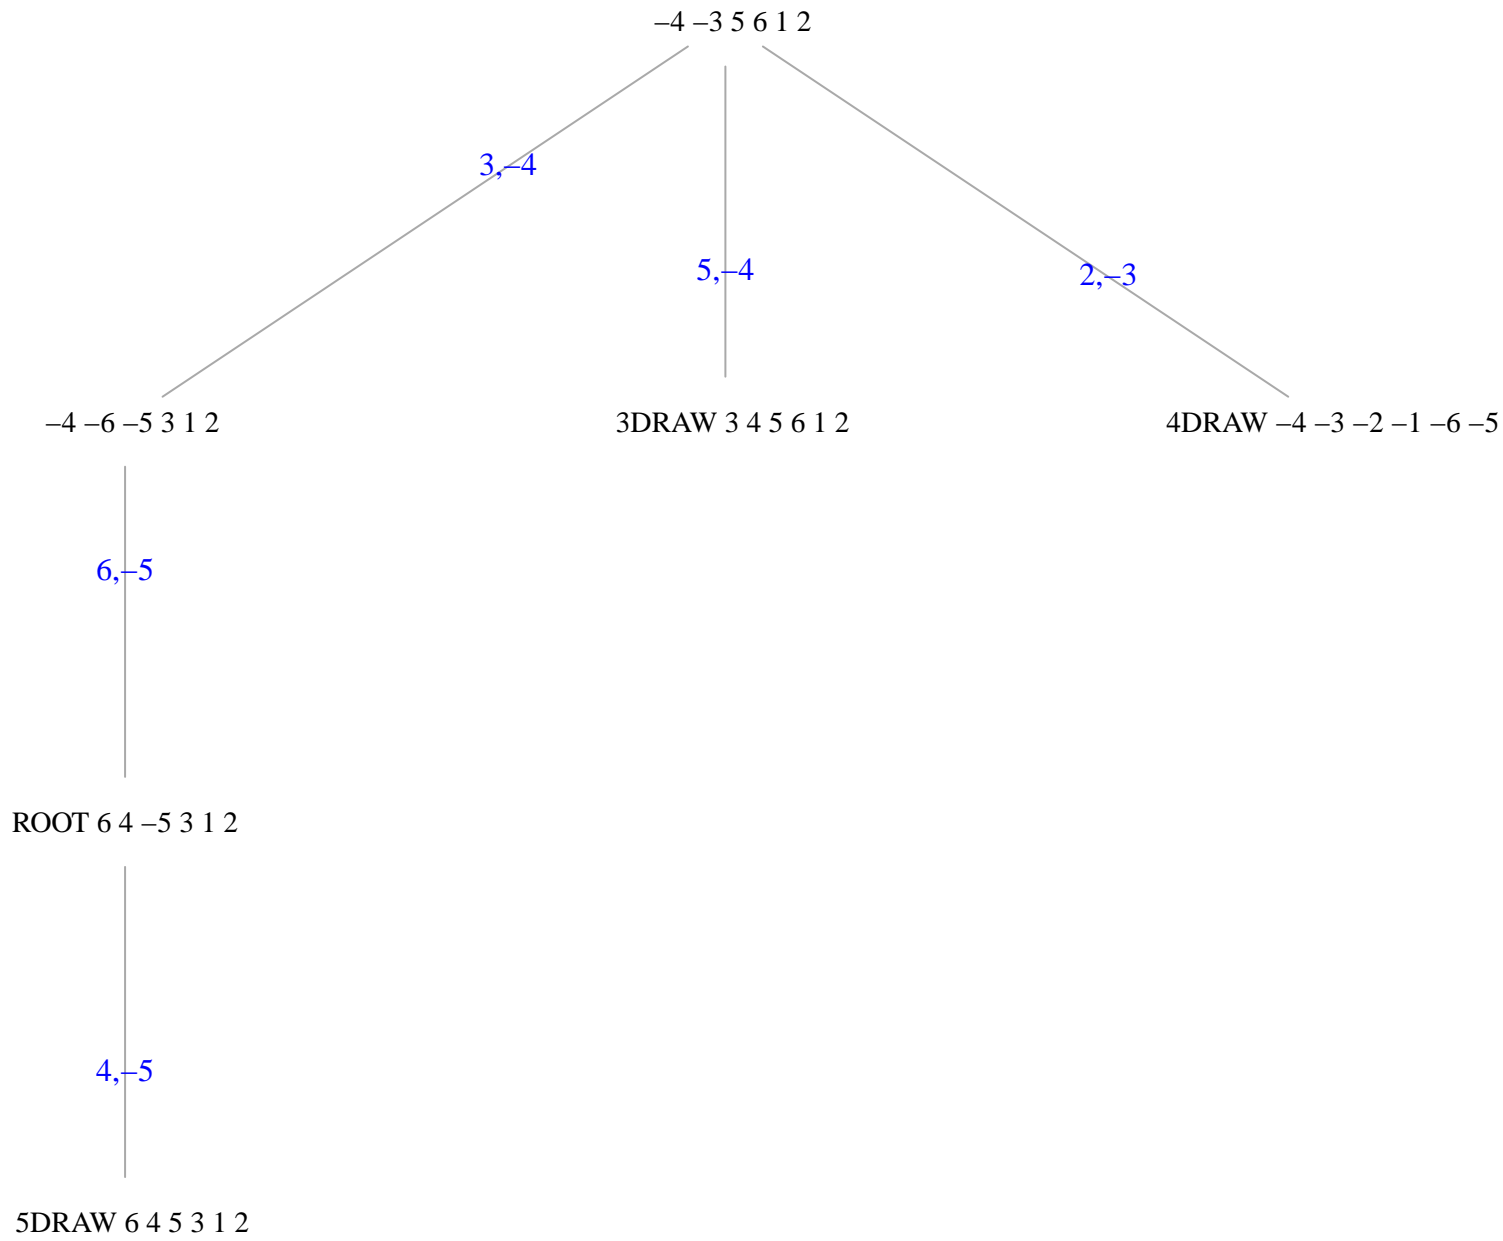 –4 –3 5 6 1 2
3,–4
5,–4
2,–3
–4 –6 –5 3 1 2
3DRAW 3 4 5 6 1 2
4DRAW –4 –3 –2 –1 –6 –5
6,–5
ROOT 6 4 –5 3 1 2
4,–5
5DRAW 6 4 5 3 1 2